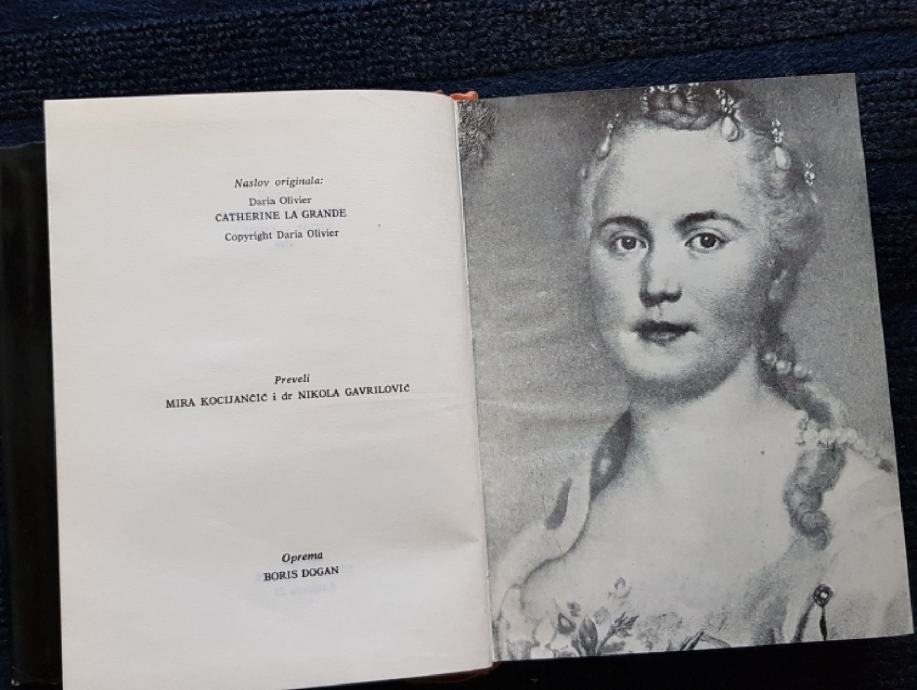 Naslov originala:
Daria Olivier
CATHERINE LA GRANDE
Copyright Daria Olivier
Preveli
MIRA KOCIJANČIĆ i dr NIKOLA GAVRILOVIĆ
Oprema
BORIS DOGAN